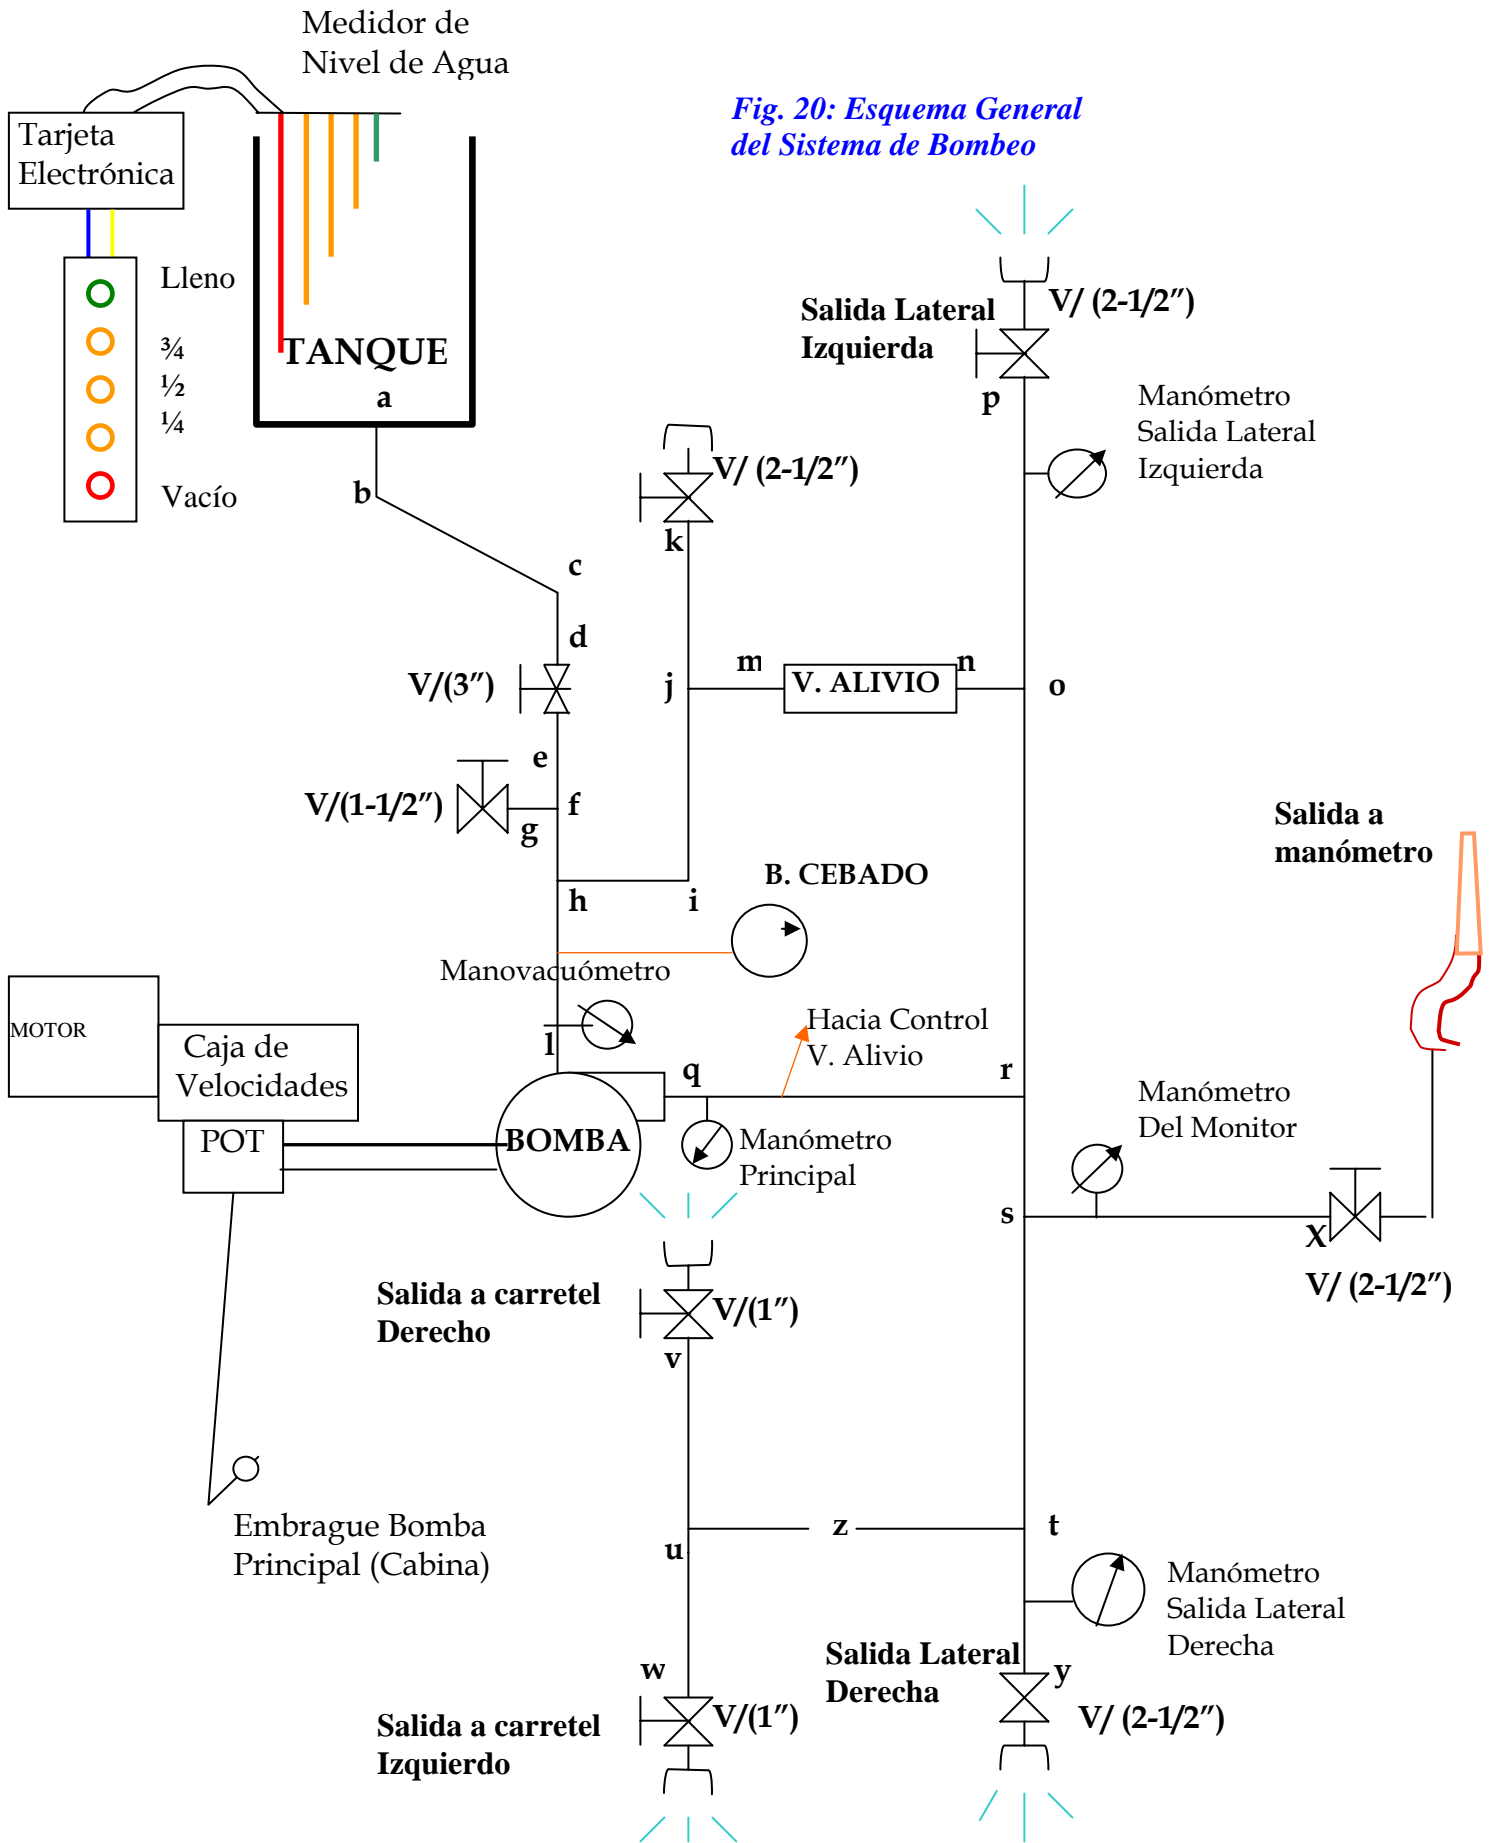 Medidor de
Nivel de Agua
Fig. 20: Esquema General
del Sistema de Bombeo
Tarjeta
Electrónica
Lleno
¾
½
¼
Vacío
TANQUE
a
b
c
d
V/(3")
e
V/(1-1/2")
f
g
h
i
j
k
V/ (2-1/2")
m
V. ALIVIO
n
o
Salida Lateral
Izquierda
V/ (2-1/2")
p
Manómetro
Salida Lateral
Izquierda
Salida a
manómetro
B. CEBADO
Manovacuómetro
l
MOTOR
Caja de
Velocidades
POT
BOMBA
q
Hacia Control
V. Alivio
r
Manómetro
Principal
Manómetro
Del Monitor
s
X
V/ (2-1/2")
Salida a carretel
Derecho
V/(1")
v
Embrague Bomba
Principal (Cabina)
u
z
t
Manómetro
Salida Lateral
Derecha
w
Salida Lateral
Derecha
y
V/ (2-1/2")
Salida a carretel
Izquierdo
V/(1")